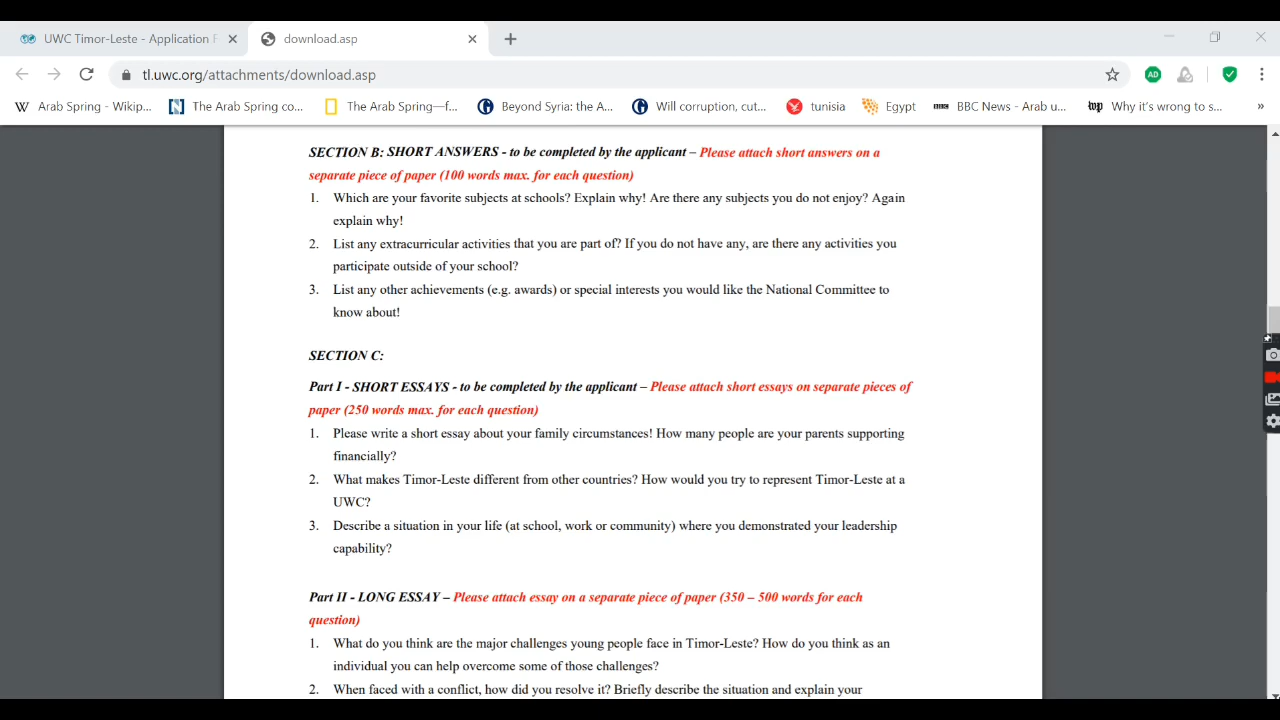 UWC Timor-Leste - Application F
download.asp
tl.uwc.org/attachments/download.asp
AD
W Arab Spring - Wikip...
The Arab Spring co...
The Arab Spring—f...
Beyond Syria: the A...
Will corruption, cut...
tunisia
Egypt
BBC News - Arab u...
wp Why it's wrong to s...
»
SECTION B: SHORT ANSWERS - to be completed by the applicant – Please attach short answers on a
separate piece of paper (100 words max. for each question)
1. Which are your favorite subjects at schools? Explain why! Are there any subjects you do not enjoy? Again
explain why!
2. List any extracurricular activities that you are part of? If you do not have any, are there any activities you
participate outside of your school?
3. List any other achievements (e.g. awards) or special interests you would like the National Committee to
know about!
SECTION C:
Part I - SHORT ESSAYS - to be completed by the applicant – Please attach short essays on separate pieces of
paper (250 words max. for each question)
1. Please write a short essay about your family circumstances! How many people are your parents supporting
financially?
2. What makes Timor-Leste different from other countries? How would you try to represent Timor-Leste at a
UWC?
3. Describe a situation in your life (at school, work or community) where you demonstrated your leadership
capability?
Part II - LONG ESSAY – Please attach essay on a separate piece of paper (350 – 500 words for each
question)
1. What do you think are the major challenges young people face in Timor-Leste? How do you think as an
individual you can help overcome some of those challenges?
2. When faced with a conflict, how did you resolve it? Briefly describe the situation and explain your